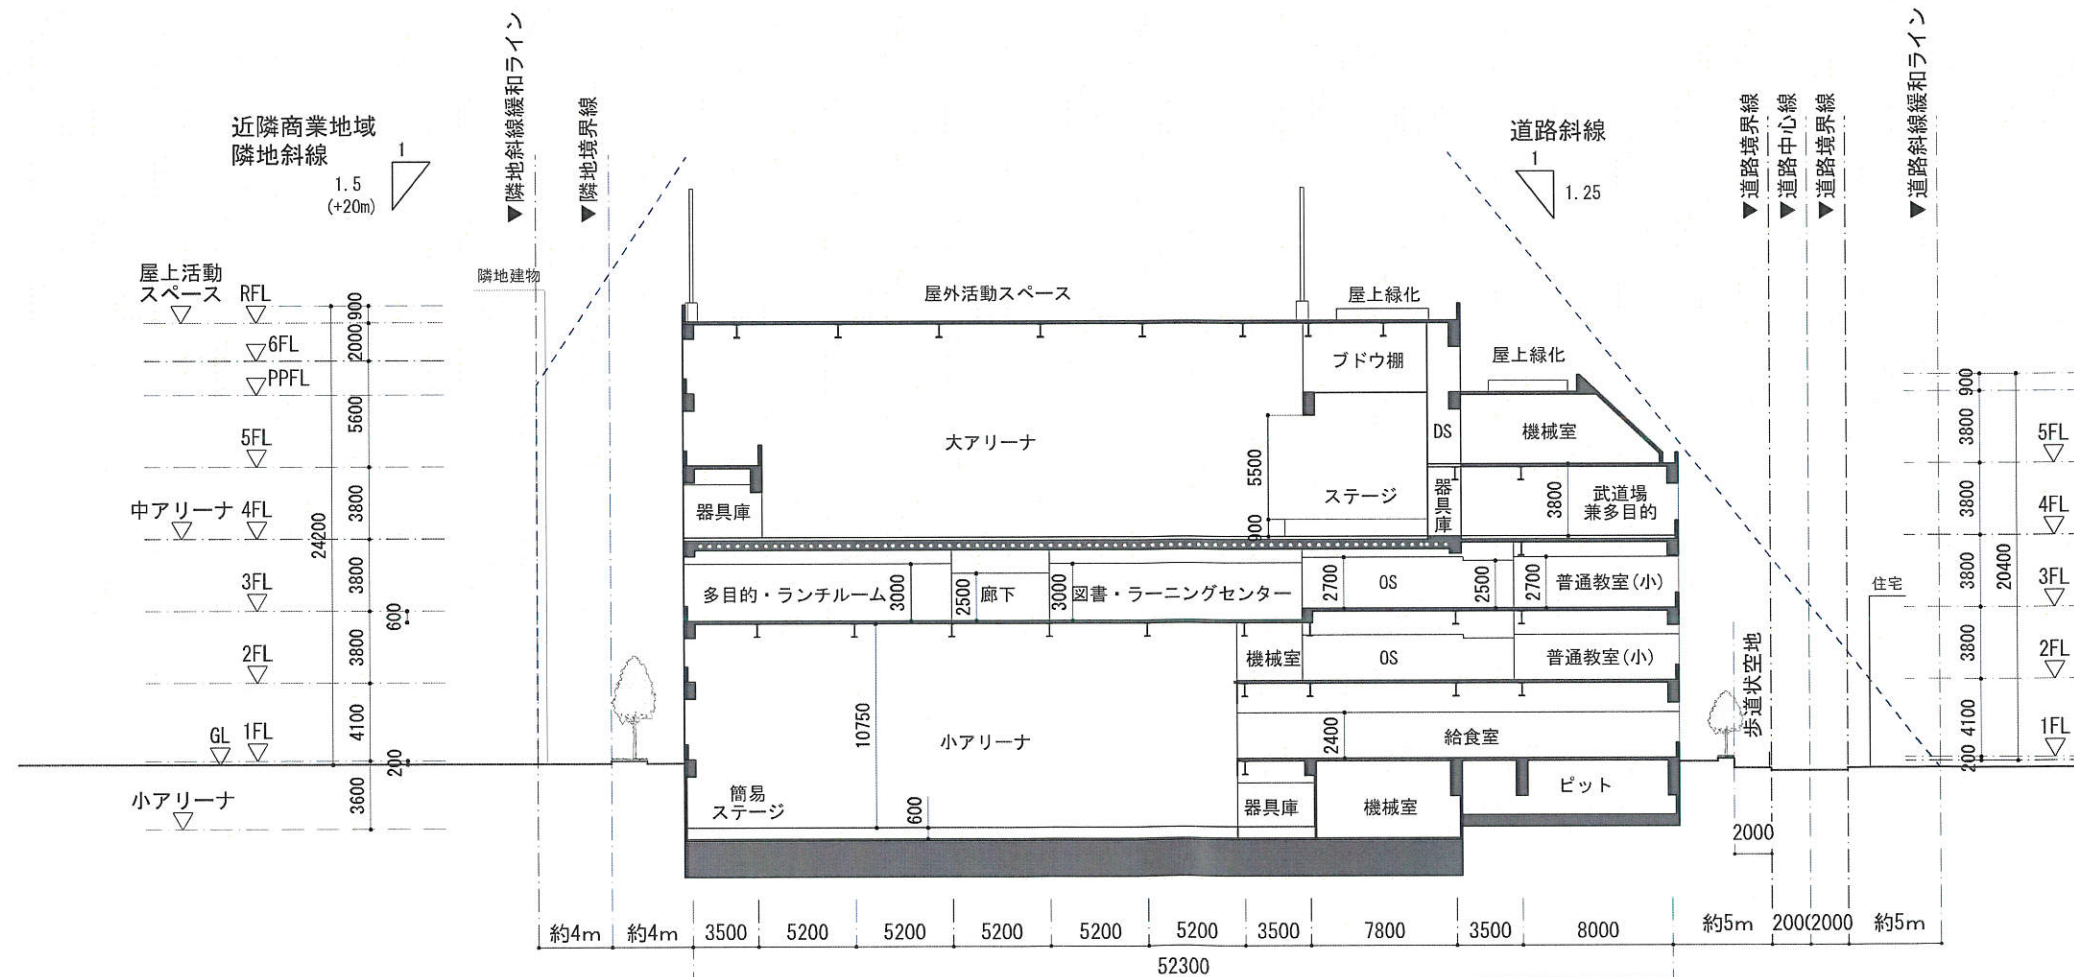 ▼隣地斜線緩和ライン
▼隣地境界線
近隣商業地域
隣地斜線
1
1.5
(+20m)
道路斜線
1
1.25
▼道路境界線
▼道路中心線
▼道路境界線
▼道路斜線緩和ライン
屋上活動
スペース
RFL
6FL
PPFL
5FL
中アリーナ
4FL
3FL
2FL
GL
1FL
小アリーナ
900
2000
5600
3800
3800
3800
4100
200
3600
24200
600
隣地建物
屋外活動スペース
屋上緑化
屋上緑化
ブドウ棚
大アリーナ
DS
機械室
5500
900
ステージ
器具庫
器具庫
3800
武道場
兼多目的
多目的・ランチルーム
3000
2500
廊下
3000
図書・ラーニングセンター
2700
OS
2500
2700
普通教室(小)
機械室
OS
普通教室(小)
10750
小アリーナ
2400
給食室
簡易
ステージ
600
器具庫
機械室
ピット
歩道状空地
2000
住宅
900
3800
3800
3800
3800
4100
200
20400
5FL
4FL
3FL
2FL
1FL
約4m
約4m
3500
5200
5200
5200
5200
5200
3500
7800
3500
8000
約5m
2000
2000
約5m
52300